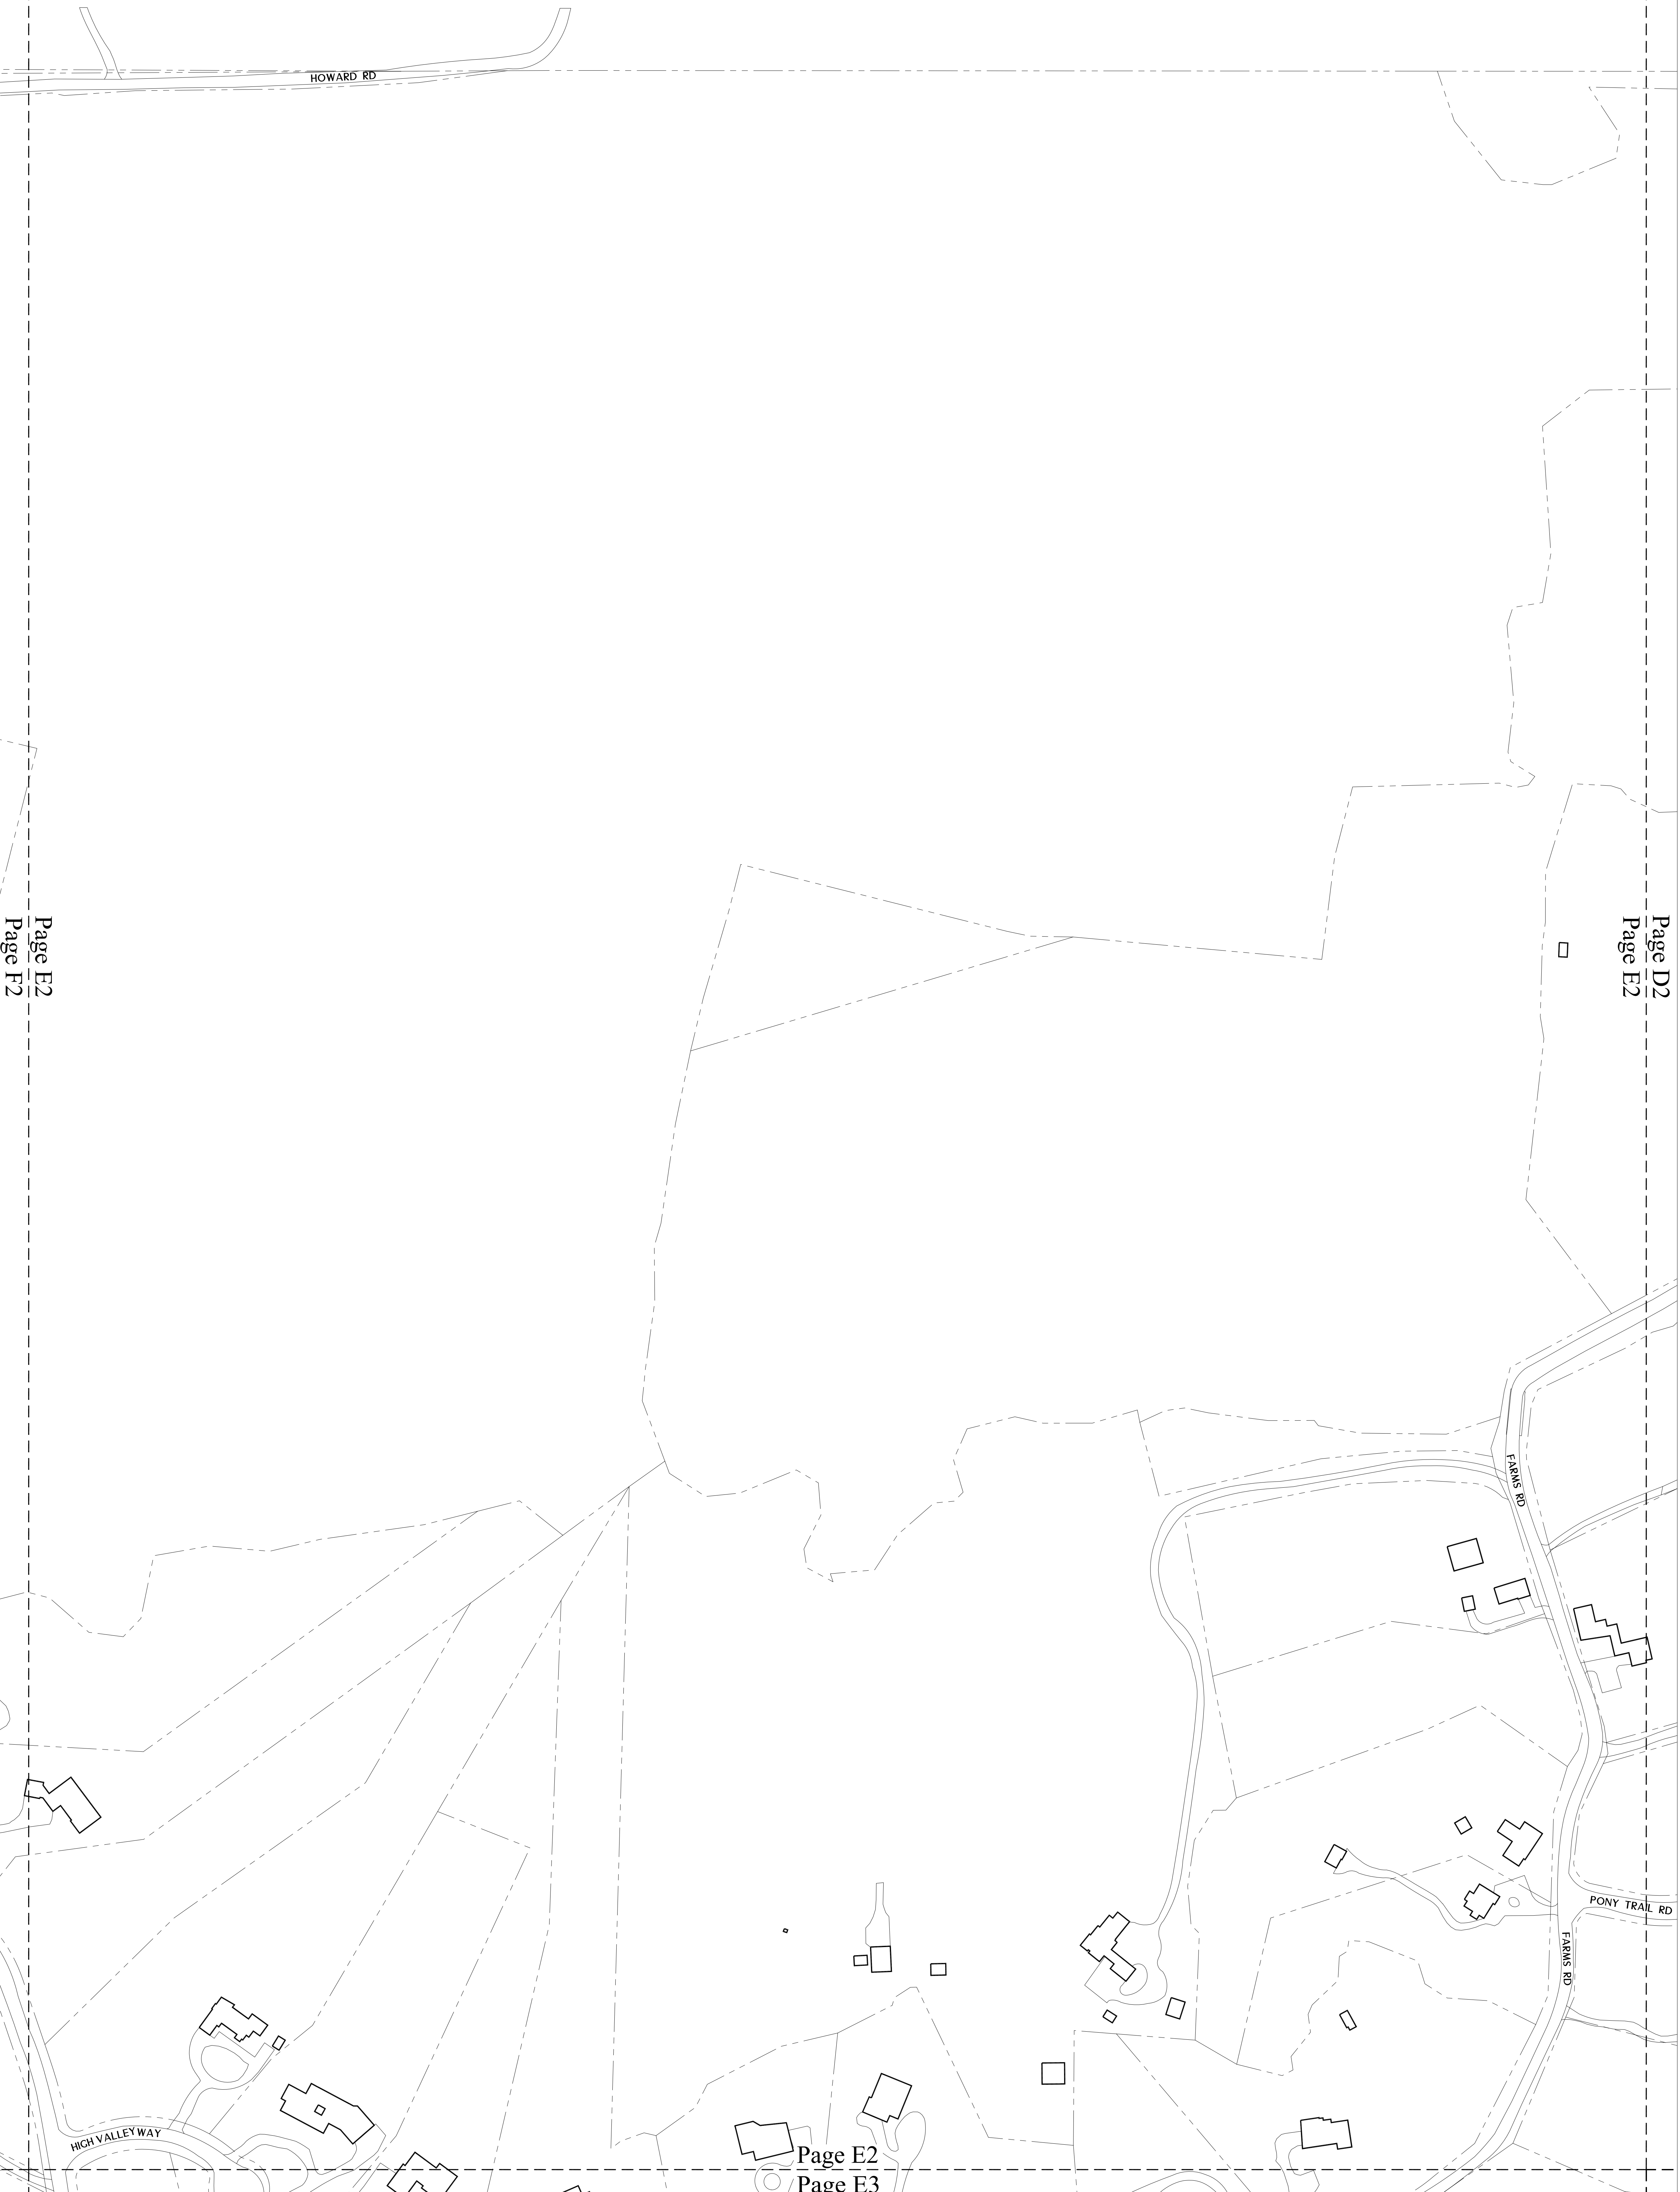 HOWARD RD
Page E2
Page F2
Page D2
Page E2
FARMS RD
PONY TRAIL RD
FARMS RD
HIGH VALLEY WAY
Page E2
Page E3